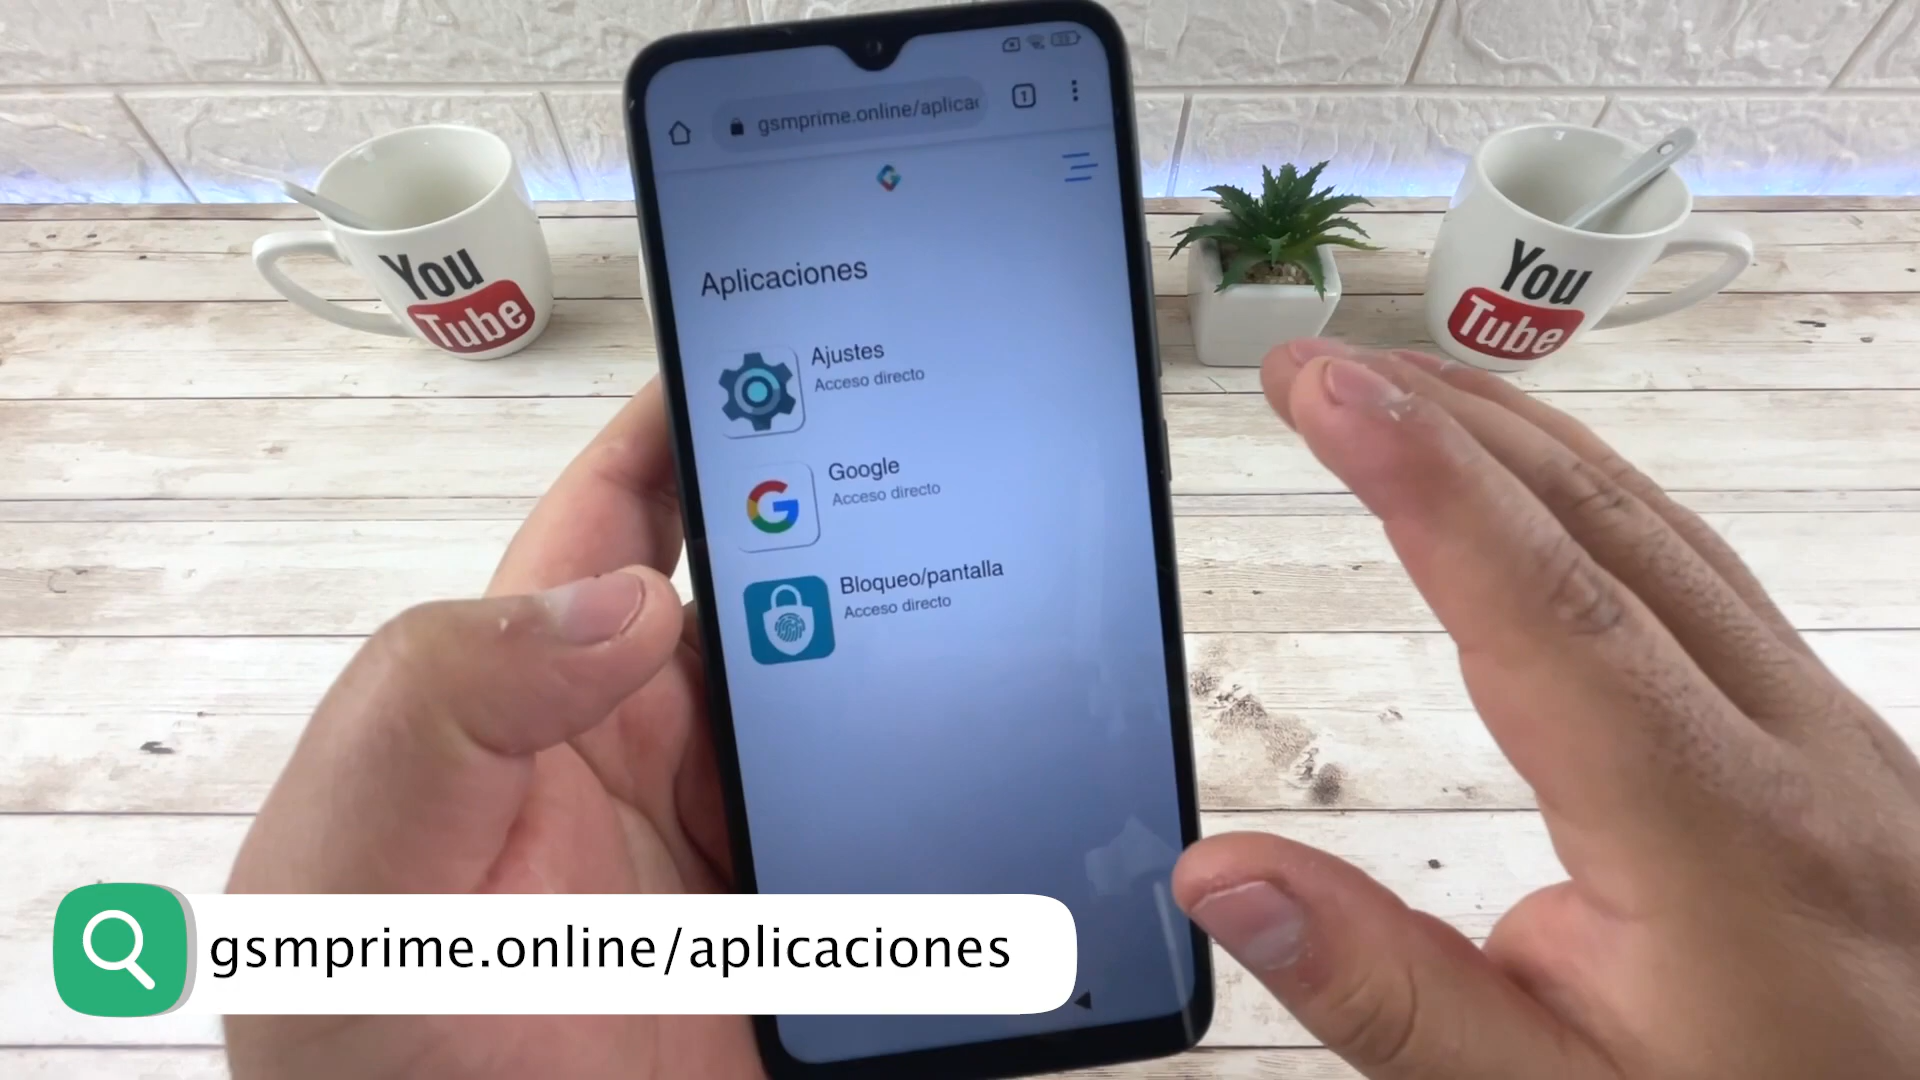 gsmprime.online/aplicac
1
Aplicaciones
Ajustes
Acceso directo
Google
Acceso directo
Bloqueo/pantalla
Acceso directo
You
Tube
You
Tube
gsmprime.online/aplicaciones